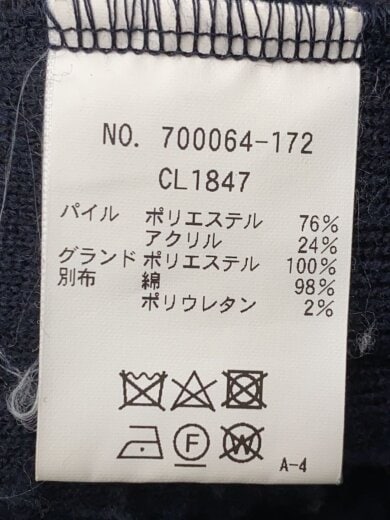 NO. 700064-172
CL1847
パイル ポリエステル 76%
アクリル 24%
グランド ポリエステル 100%
別布 綿 98%
ポリウレタン 2%
F W
A-4